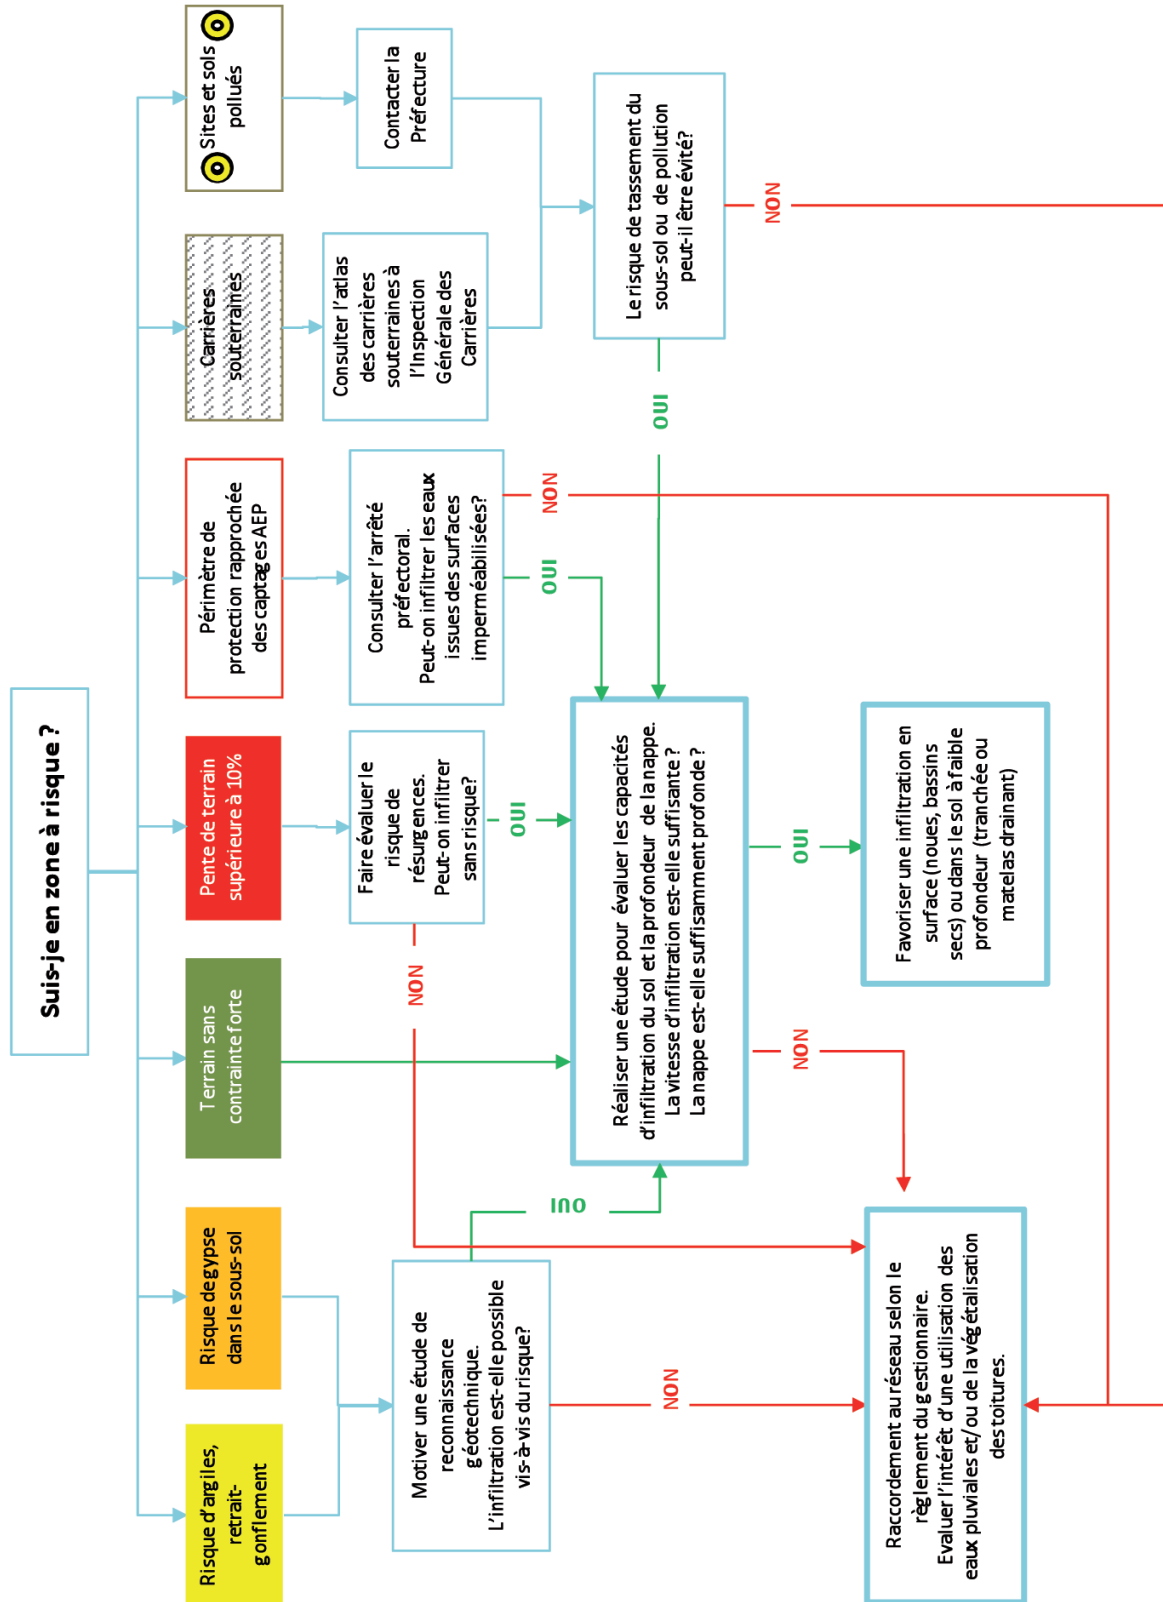 Suis-je en zone à risque ?
Risque d'argiles,
retrait-
gonflement
Risque de gypse
dans le sous-sol
Terrain sans
contrainte forte
Pente de terrain
supérieure à 10%
Périmètre de
protection rapprochée
des captages AEP
Carrières
souterraines
Sites et sols
pollués
Motiver une étude de
reconnaissance
géotechnique.
L'infiltration est-elle possible
vis-à-vis du risque?
Faire évaluer le
risque de
résurgences.
Peut-on infiltrer
sans risque?
Consulter l'arrêté
préfectoral.
Peut-on infiltrer les eaux
issues des surfaces
imperméabilisées?
Consulter l'atlas
des carrières
souterraines à
l'Inspection
Générale des
Carrières
Contacter la
Préfecture
Le risque de tassement du
sous-sol ou de pollution
peut-il être évité?
OUI
NON
NON
OUI
OUI
NON
OUI
NON
Réaliser une étude pour évaluer les capacités
d'infiltration du sol et la profondeur de la nappe.
La vitesse d'infiltration est-elle suffisante ?
La nappe est-elle suffisamment profonde ?
NON
OUI
Raccordement au réseau selon le
règlement du gestionnaire.
Evaluer l'intérêt d'une utilisation des
eaux pluviales et/ou de la végétalisation
des toitures.
Favoriser une infiltration en
surface (noues, bassins
secs) ou dans le sol à faible
profondeur (tranchée ou
matelas drainant)